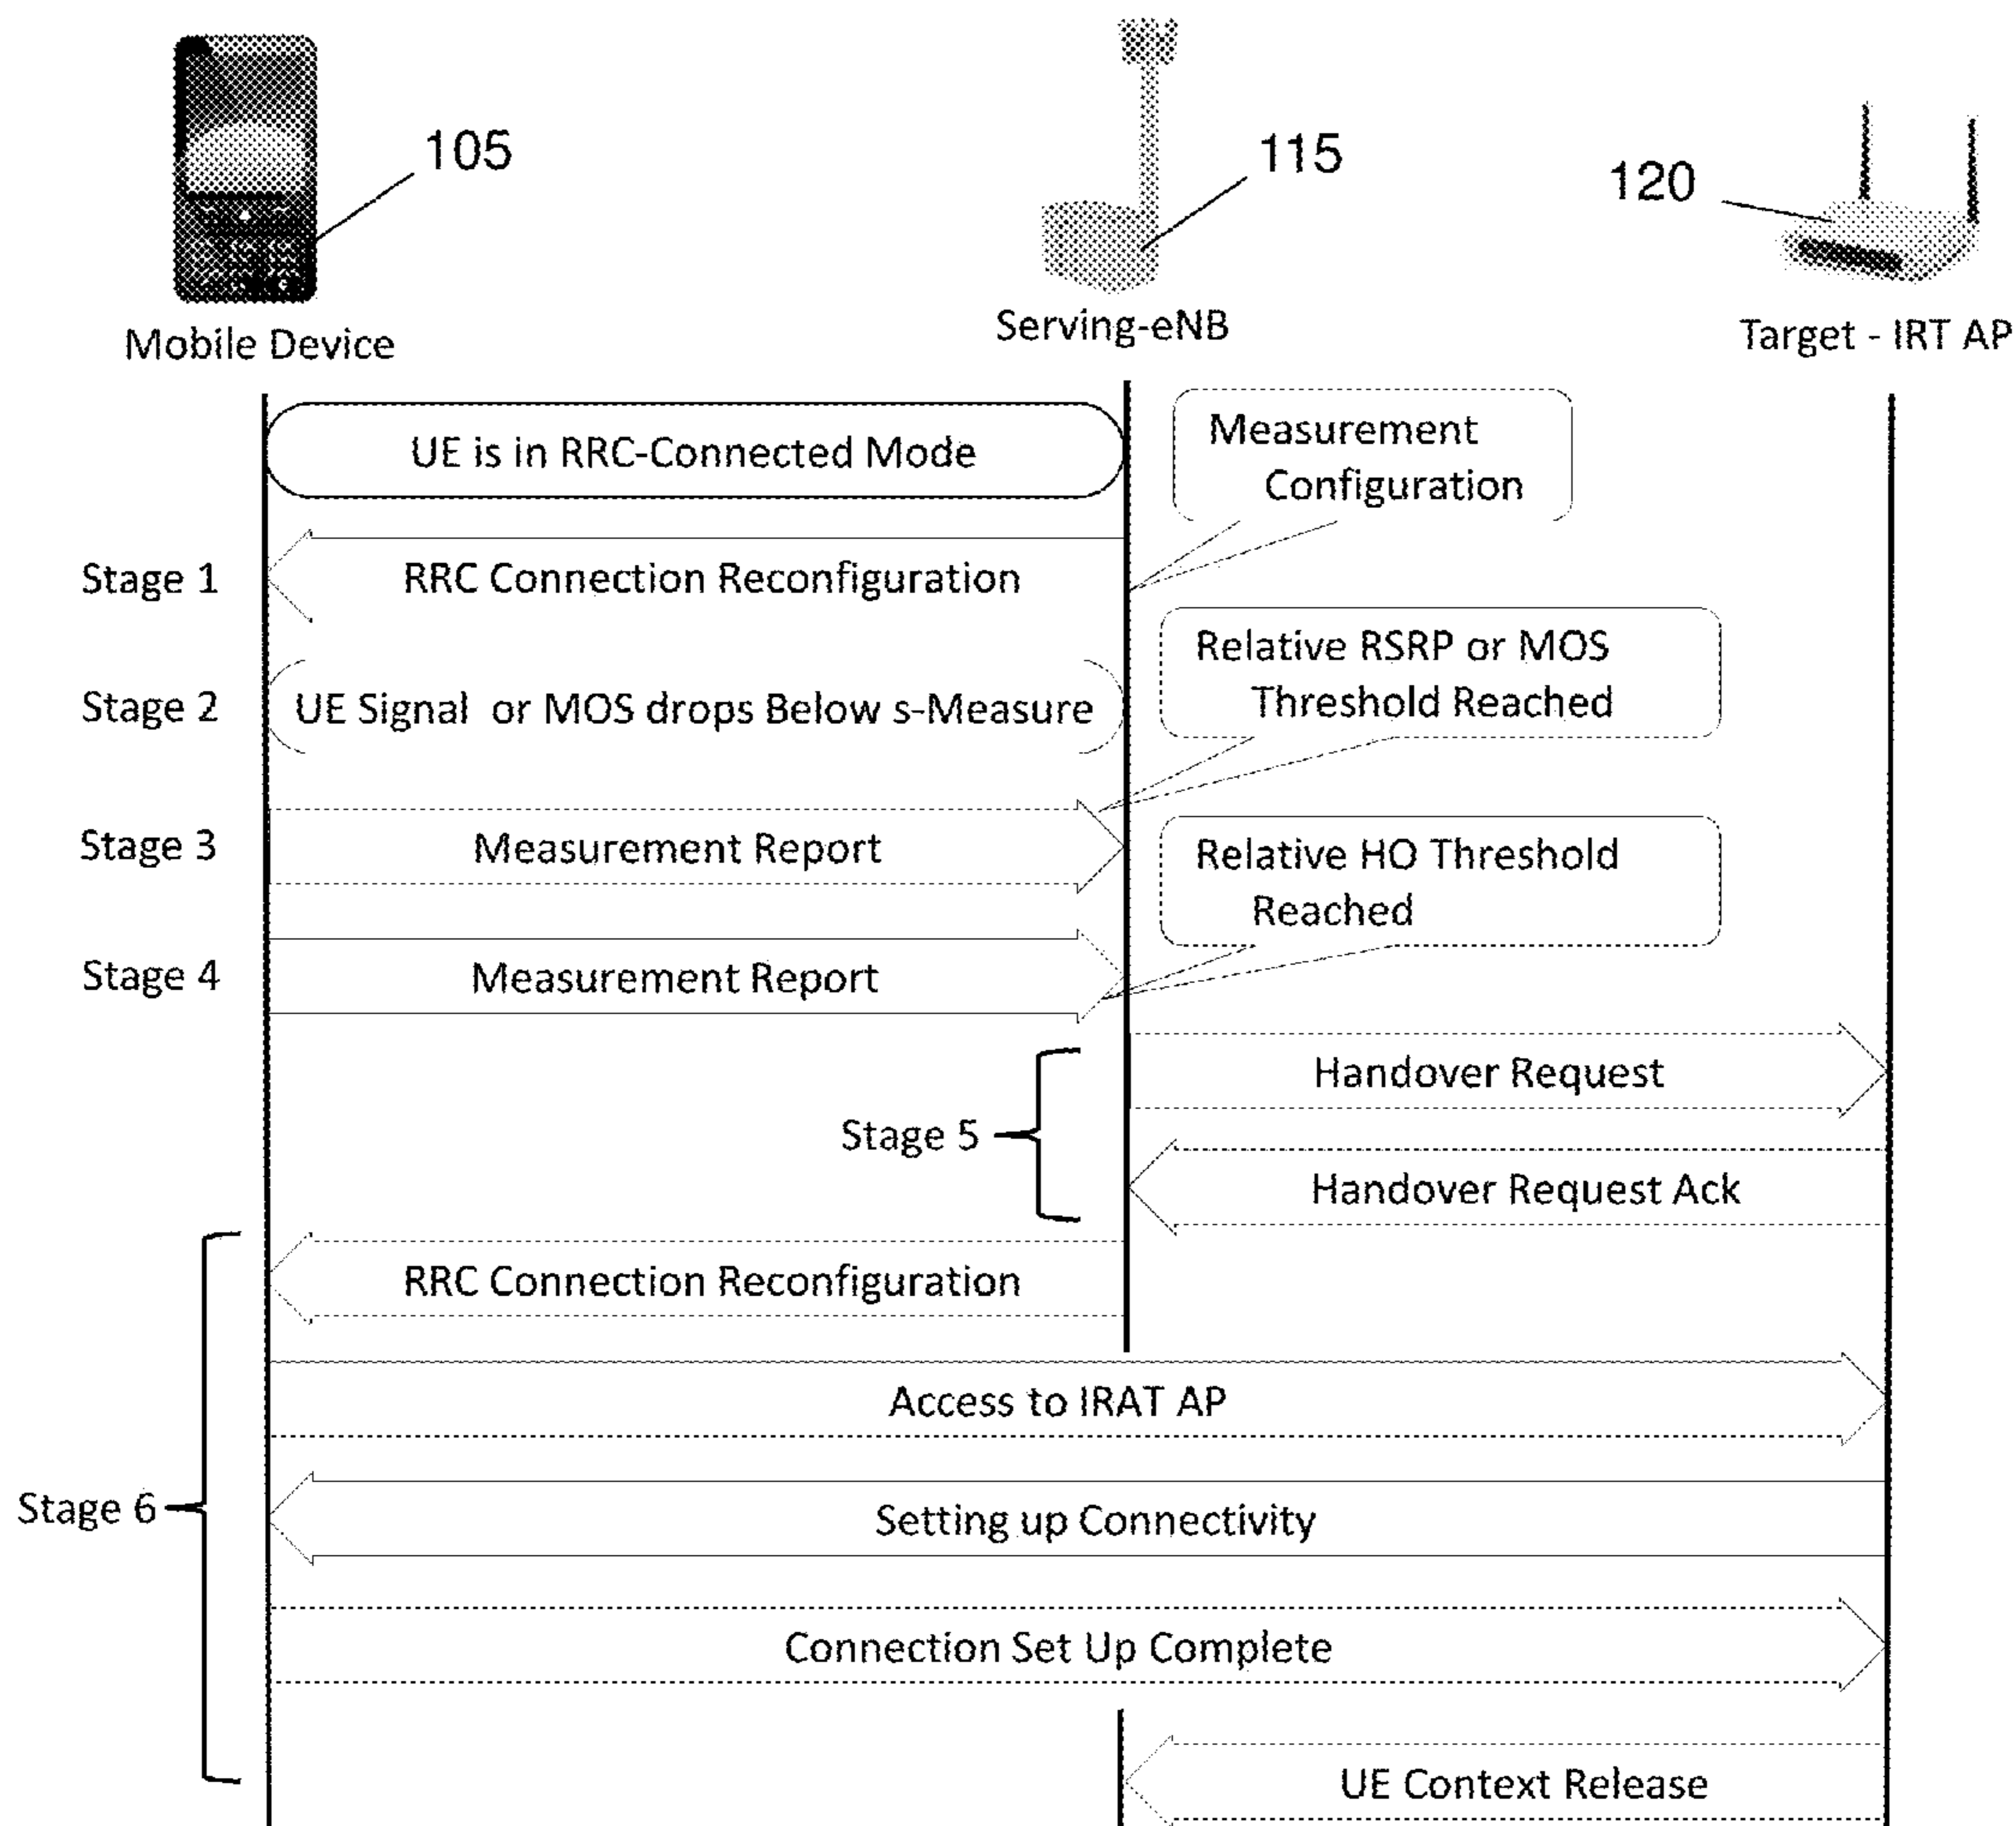 105
115
120
Mobile Device
Serving-eNB
Target - IRT AP
UE is in RRC-Connected Mode
Measurement
Configuration
Stage 1
RRC Connection Reconfiguration
Relative RSRP or MOS
Threshold Reached
Stage 2
UE Signal or MOS drops Below s-Measure
Stage 3
Measurement Report
Relative HO Threshold
Reached
Stage 4
Measurement Report
Handover Request
Stage 5
Handover Request Ack
RRC Connection Reconfiguration
Access to IRAT AP
Stage 6
Setting up Connectivity
Connection Set Up Complete
UE Context Release